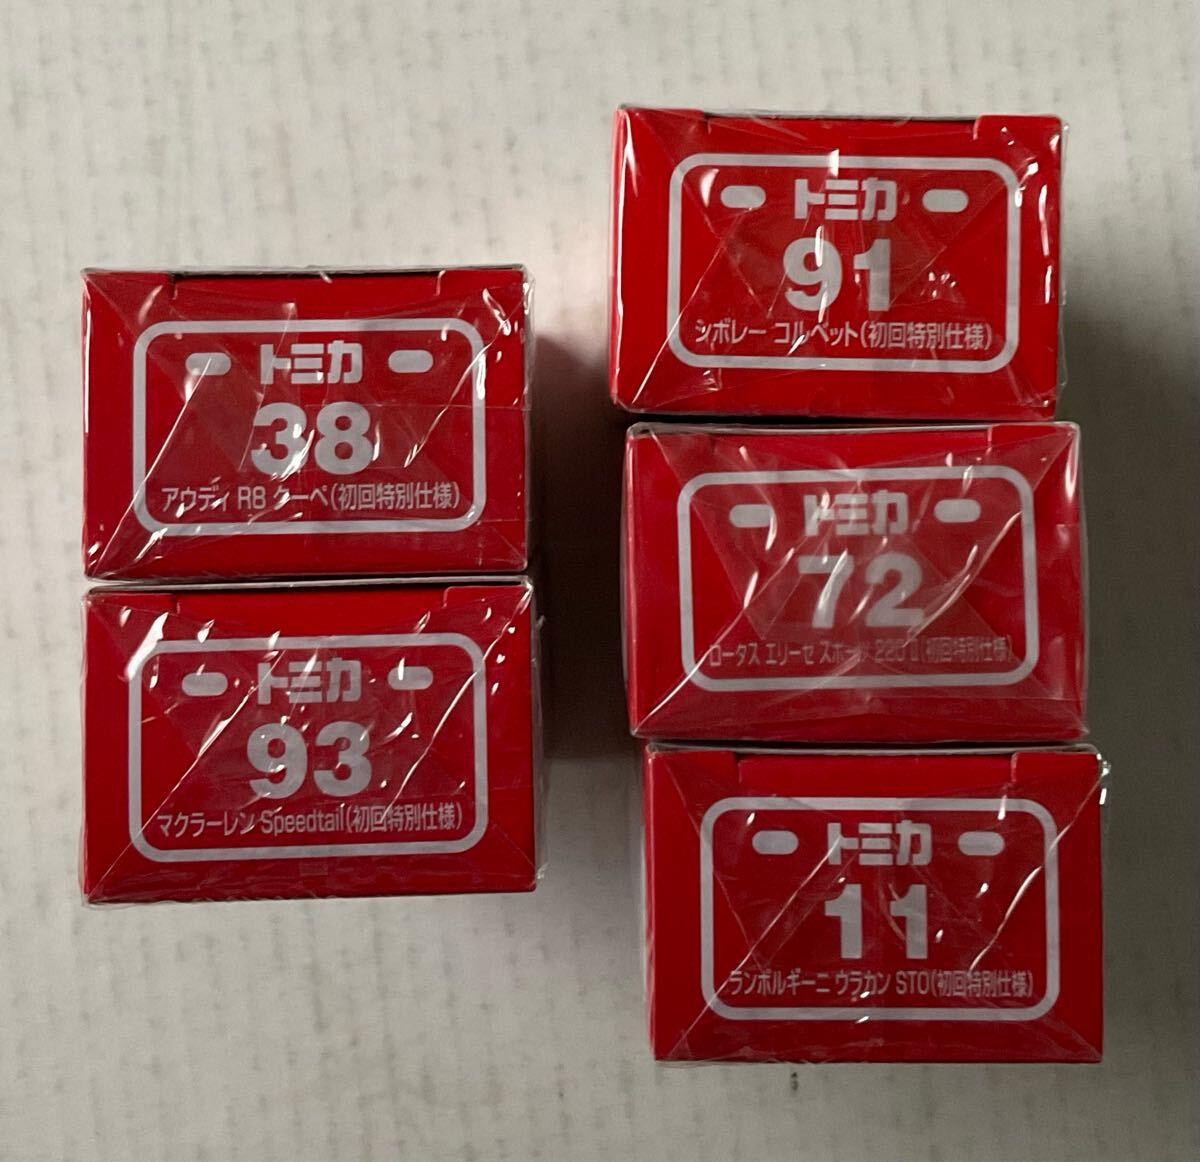 トミカ
38
アウディ R8 クーペ(初回特別仕様)
トミカ
93
マクラーレン Speedtail(初回特別仕様)
トミカ
91
シボレー コルベット(初回特別仕様)
トミカ
72
ロータス エリーゼ スポーツ 220 II(初回特別仕様)
トミカ
11
ランボルギーニ ウラカン STO(初回特別仕様)